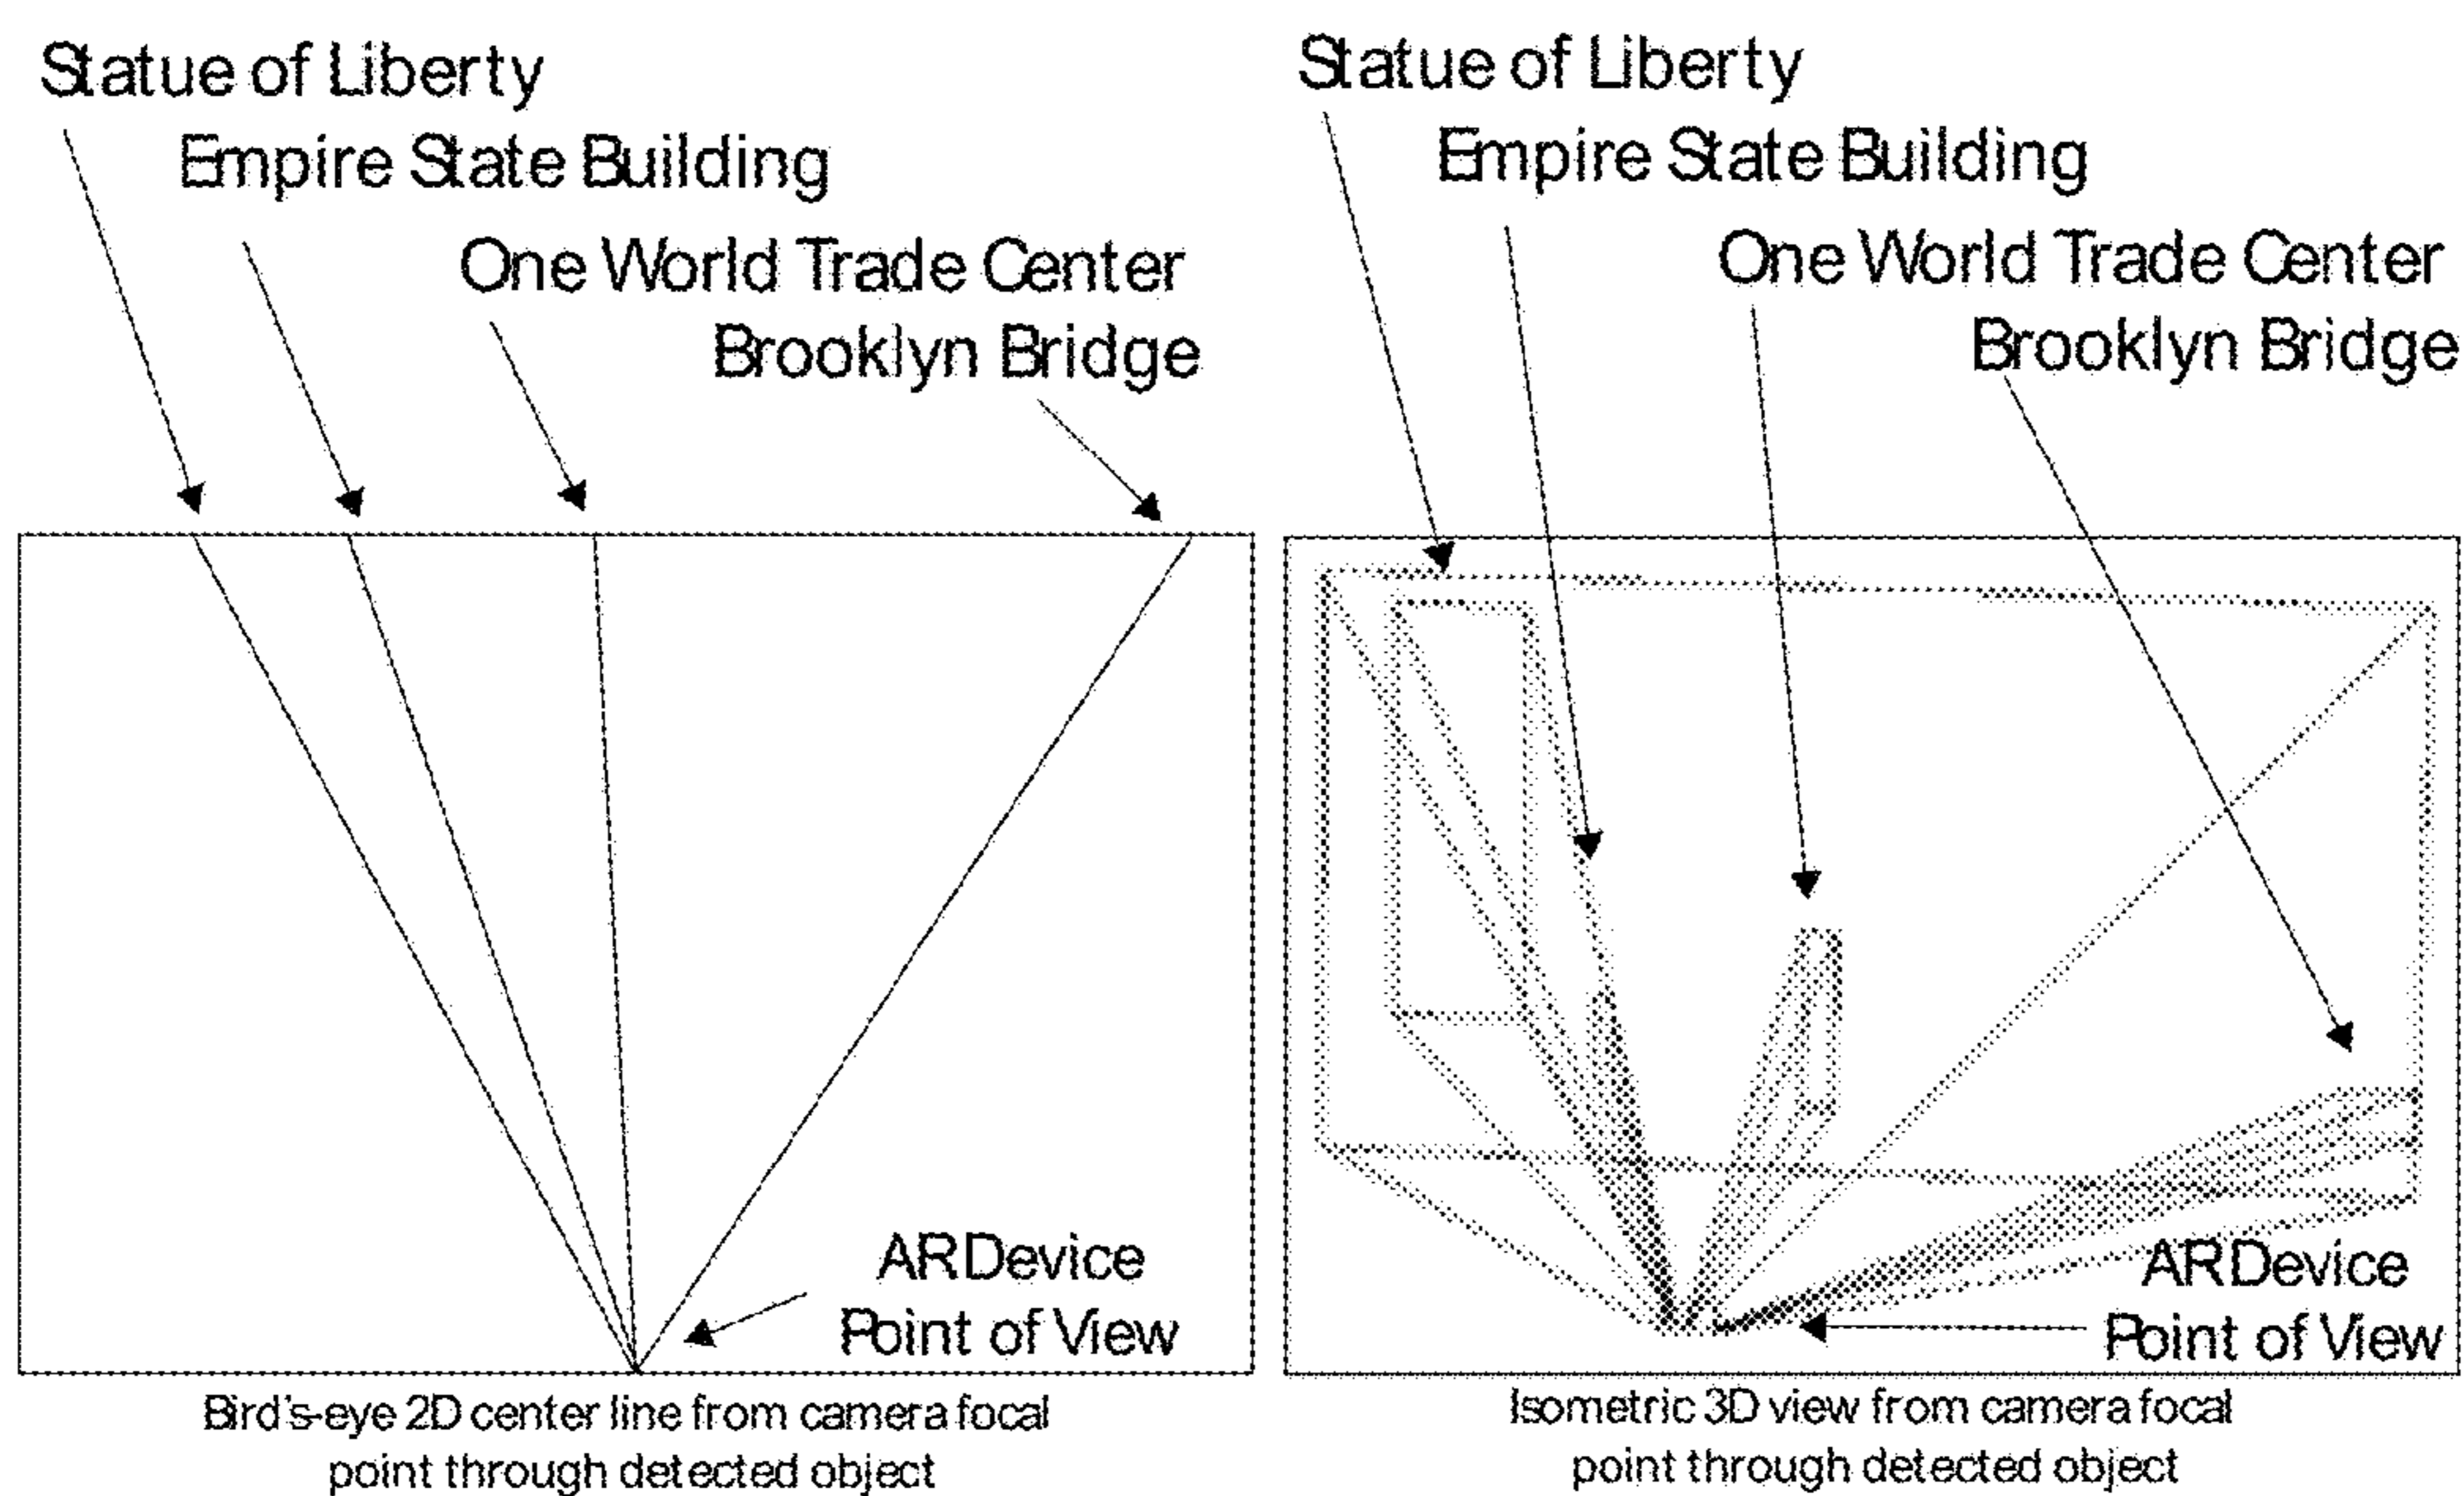 Statue of Liberty
Empire State Building
One World Trade Center
Brooklyn Bridge
AR Device
Point of View
Bird's-eye 2D center line from camera focal
point through detected object
Statue of Liberty
Empire State Building
One World Trade Center
Brooklyn Bridge
AR Device
Point of View
Isometric 3D view from camera focal
point through detected object